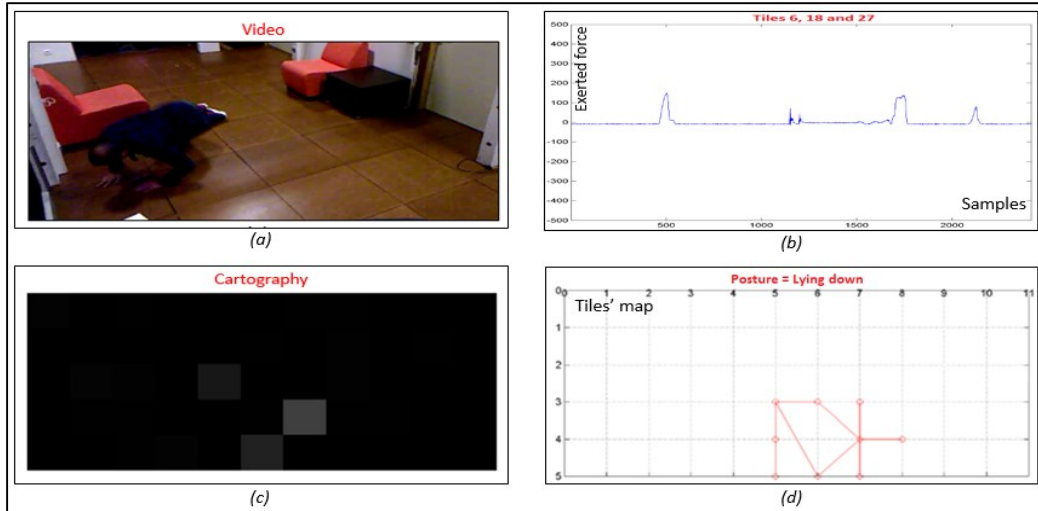 Video
(a)
Tiles 6, 18 and 27
Exerted force
500
400
300
200
100
0
-100
-200
-300
-400
-500
500
1000
1500
2000
Samples
(b)
Cartography
(c)
Posture = Lying down
0 0 1 2 3 4 5 6 7 8 9 10 11
Tiles' map
1
2
3
4
5
(d)